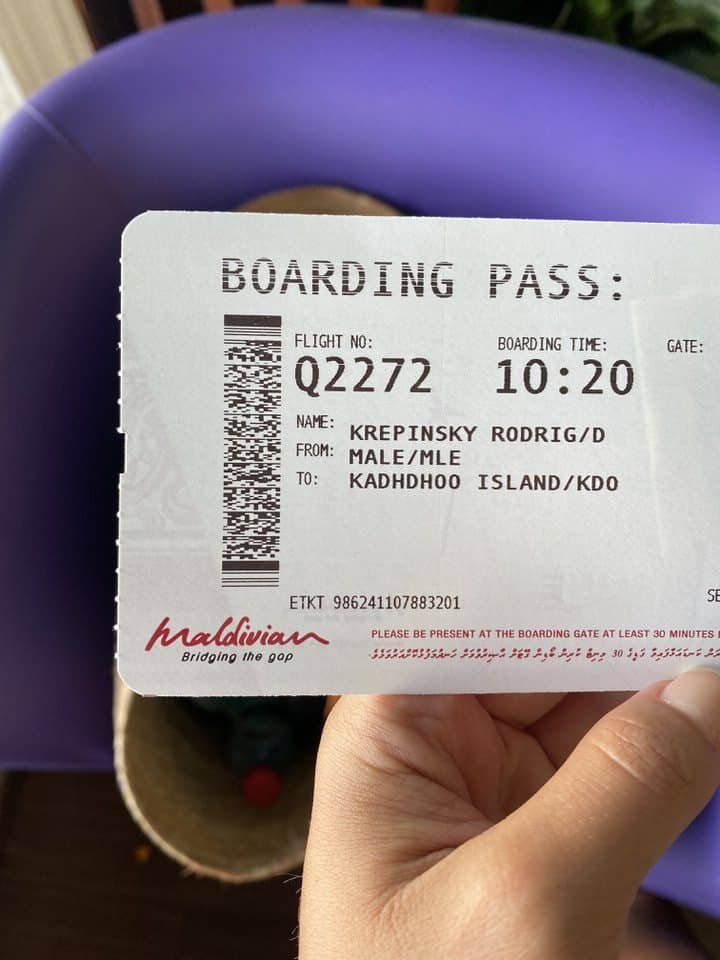 BOARDING PASS:
FLIGHT NO: BOARDING TIME: GATE:
Q2272 10:20
NAME: KREPINSKY RODRIG/D
FROM: MALE/MLE
TO: KADHDHOO ISLAND/KDO
ETKT 986241107883201
SE
maldivian
Bridging the gap
PLEASE BE PRESENT AT THE BOARDING GATE AT LEAST 30 MINUTES